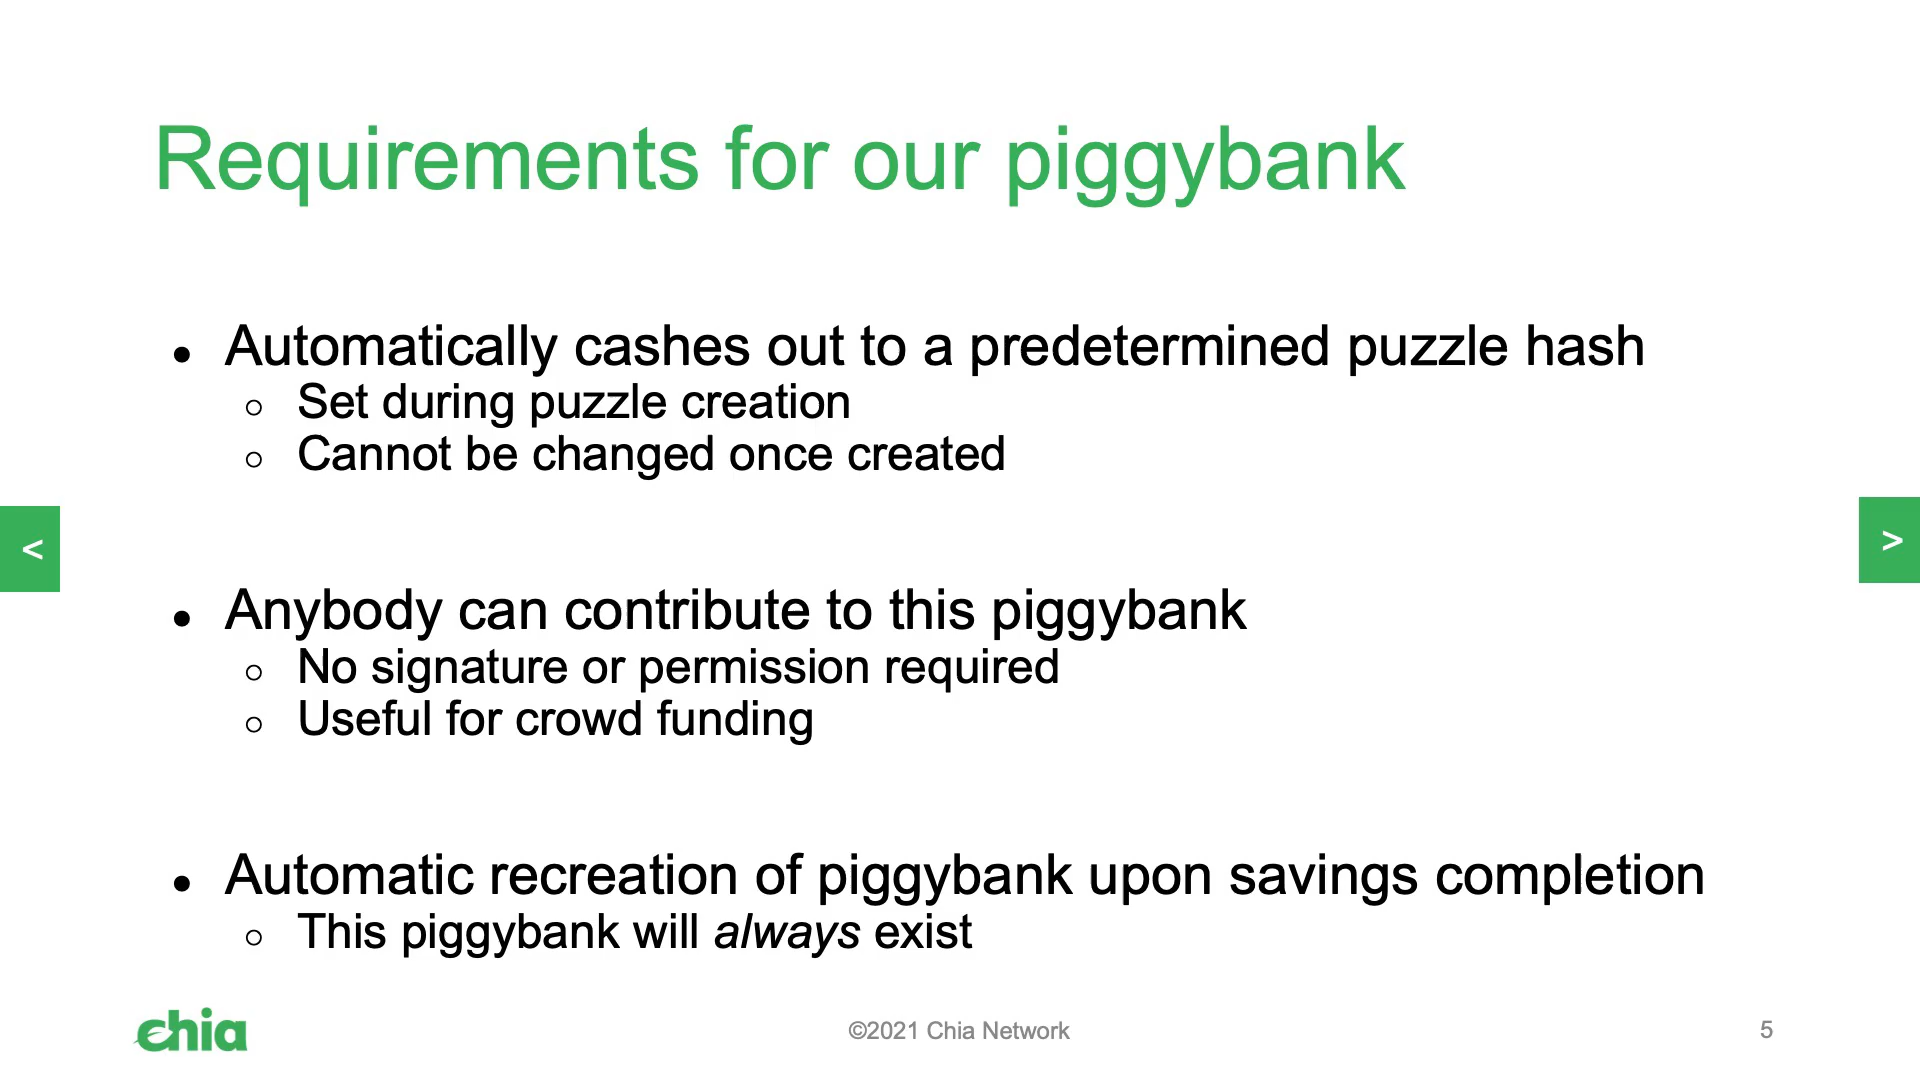 Requirements for our piggybank
● Automatically cashes out to a predetermined puzzle hash
○ Set during puzzle creation
○ Cannot be changed once created
<
>
● Anybody can contribute to this piggybank
○ No signature or permission required
○ Useful for crowd funding
● Automatic recreation of piggybank upon savings completion
○ This piggybank will always exist
chia
©2021 Chia Network
5